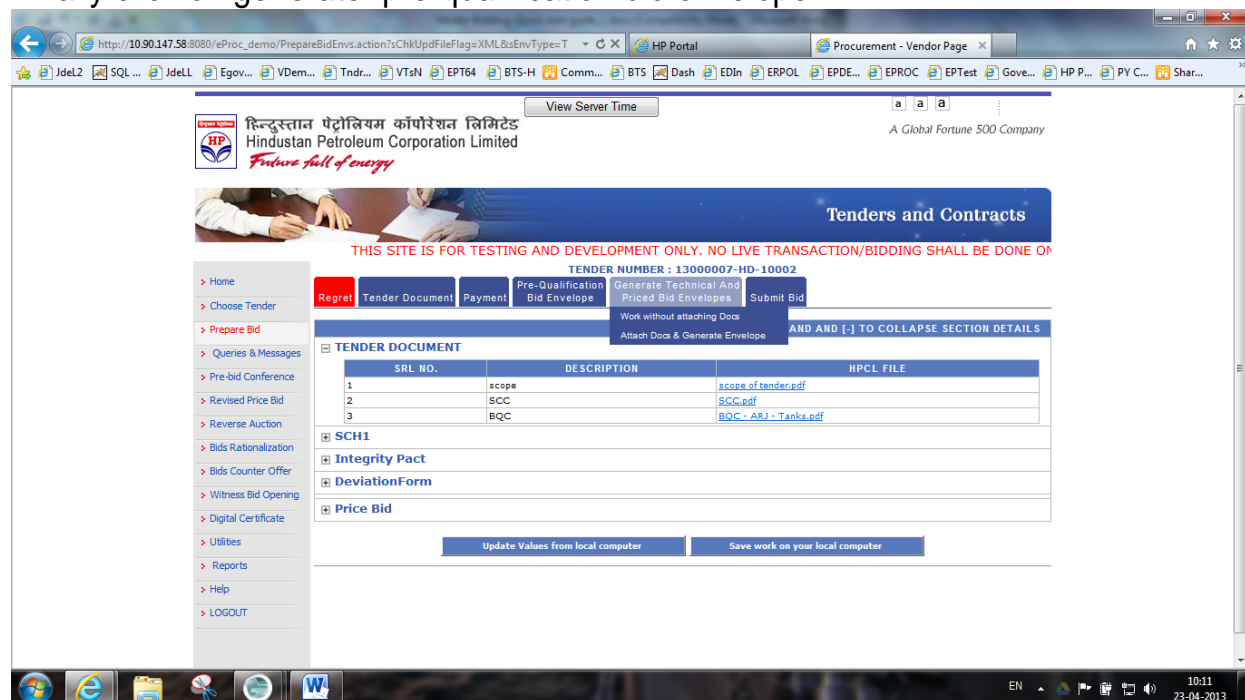 http://10.90.147.58:8080/eProc_demo/PrepareBidEnvs.action?sChkUpdFileFlag=XML&sEnvType=T
HP Portal
Procurement - Vendor Page
JdeL2 SQL ... JdeLL Egov... VDem... Tndr... VTsN EPT64 BTS-H Comm... BTS Dash EDIn ERPOL EPDE... EPROC EPTest Gove... HP P... PY C... Shar...
View Server Time
a a a
हिन्दुस्तान पेट्रोलियम कॉर्पोरेशन लिमिटेड
HP
Hindustan Petroleum Corporation Limited
Future full of energy
A Global Fortune 500 Company
Tenders and Contracts
THIS SITE IS FOR TESTING AND DEVELOPMENT ONLY. NO LIVE TRANSACTION/BIDDING SHALL BE DONE ON
TENDER NUMBER : 13000007-HD-10002
Regret
Tender Document
Payment
Pre-Qualification
Bid Envelope
Generate Technical And
Priced Bid Envelopes
Submit Bid
Work without attaching Docs
Attach Docs & Generate Envelope
AND AND [-] TO COLLAPSE SECTION DETAILS
Home
Choose Tender
Prepare Bid
Queries & Messages
Pre-bid Conference
Revised Price Bid
Reverse Auction
Bids Rationalization
Bids Counter Offer
Witness Bid Opening
Digital Certificate
Utilities
Reports
Help
LOGOUT
TENDER DOCUMENT
SRL NO. DESCRIPTION HPCL FILE
1 scope scope of tender.pdf
2 SCC SCC.pdf
3 BQC BQC - ARJ - Tanks.pdf
SCH1
Integrity Pact
DeviationForm
Price Bid
Update Values from local computer
Save work on your local computer
EN
10:11
23-04-2013